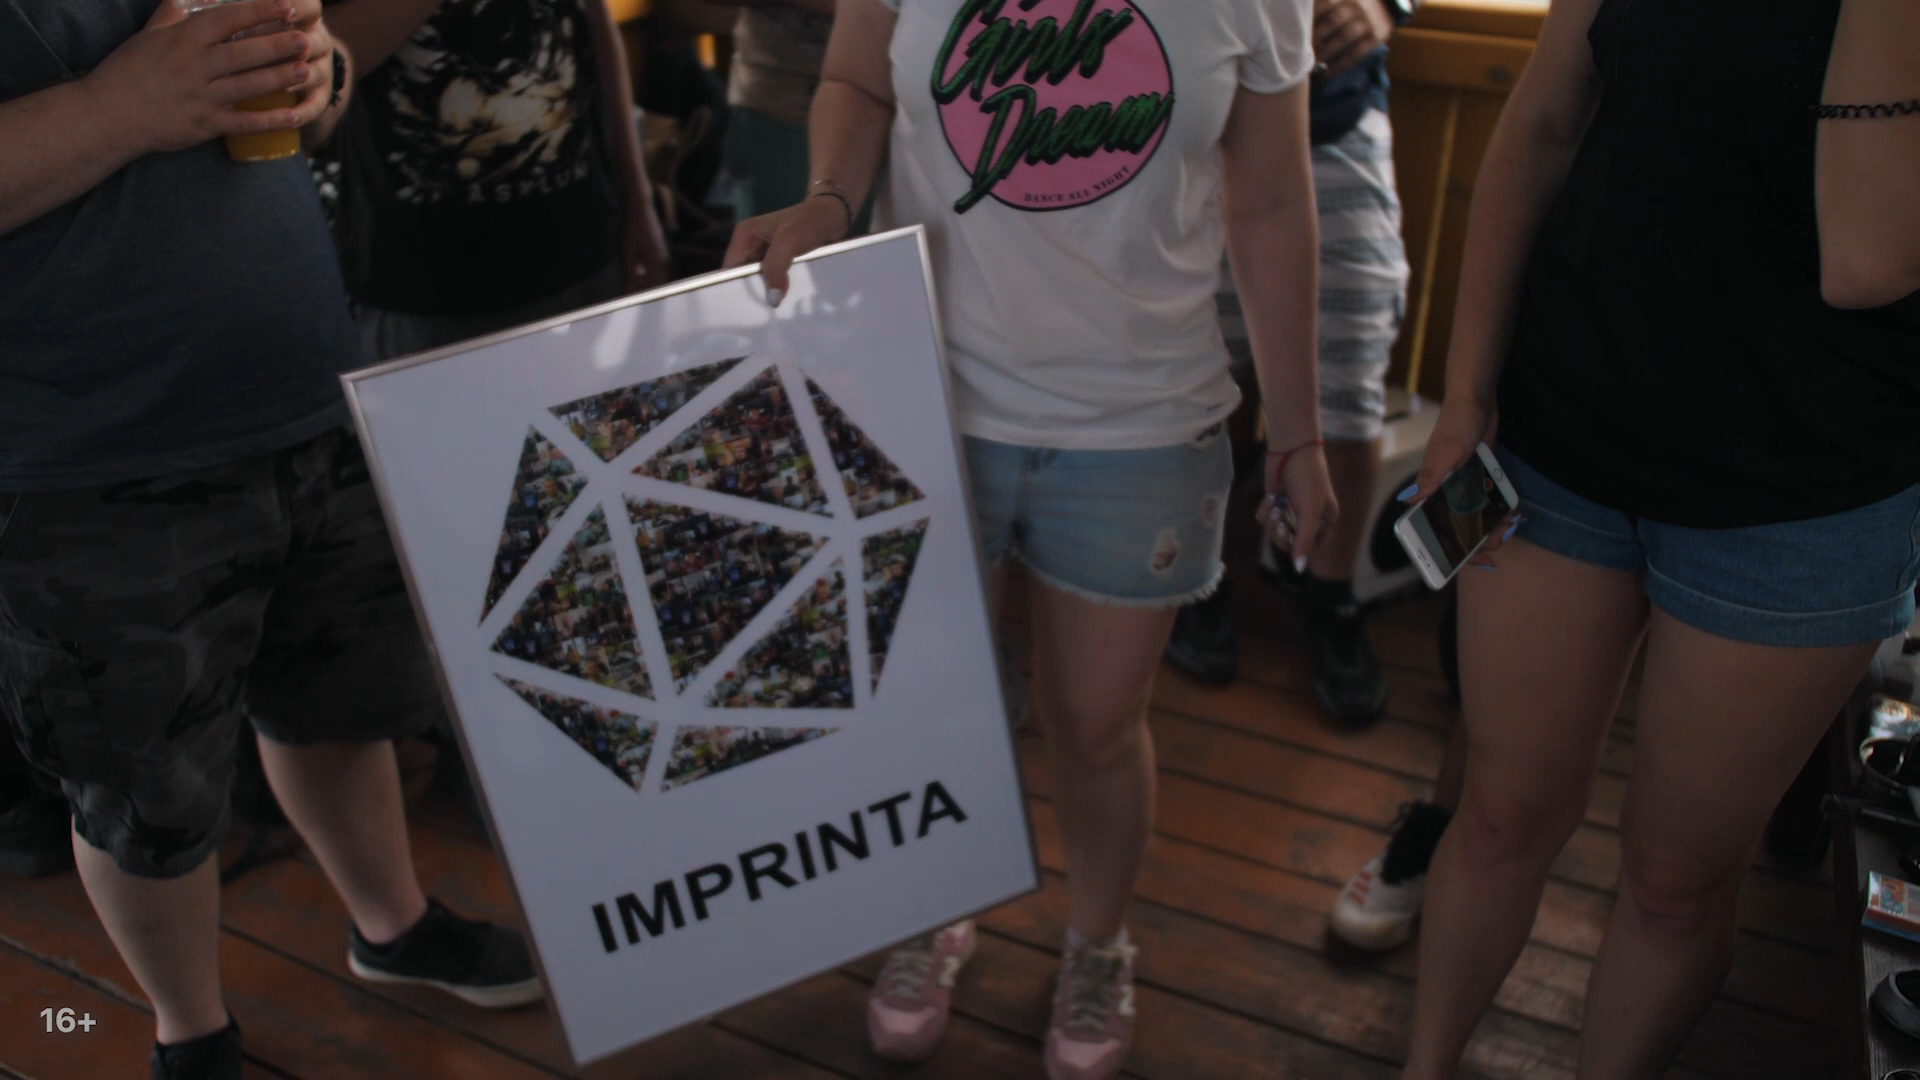 Girls
Dream
DANCE ALL NIGHT
ASYLUM
IMPRINTA
16+